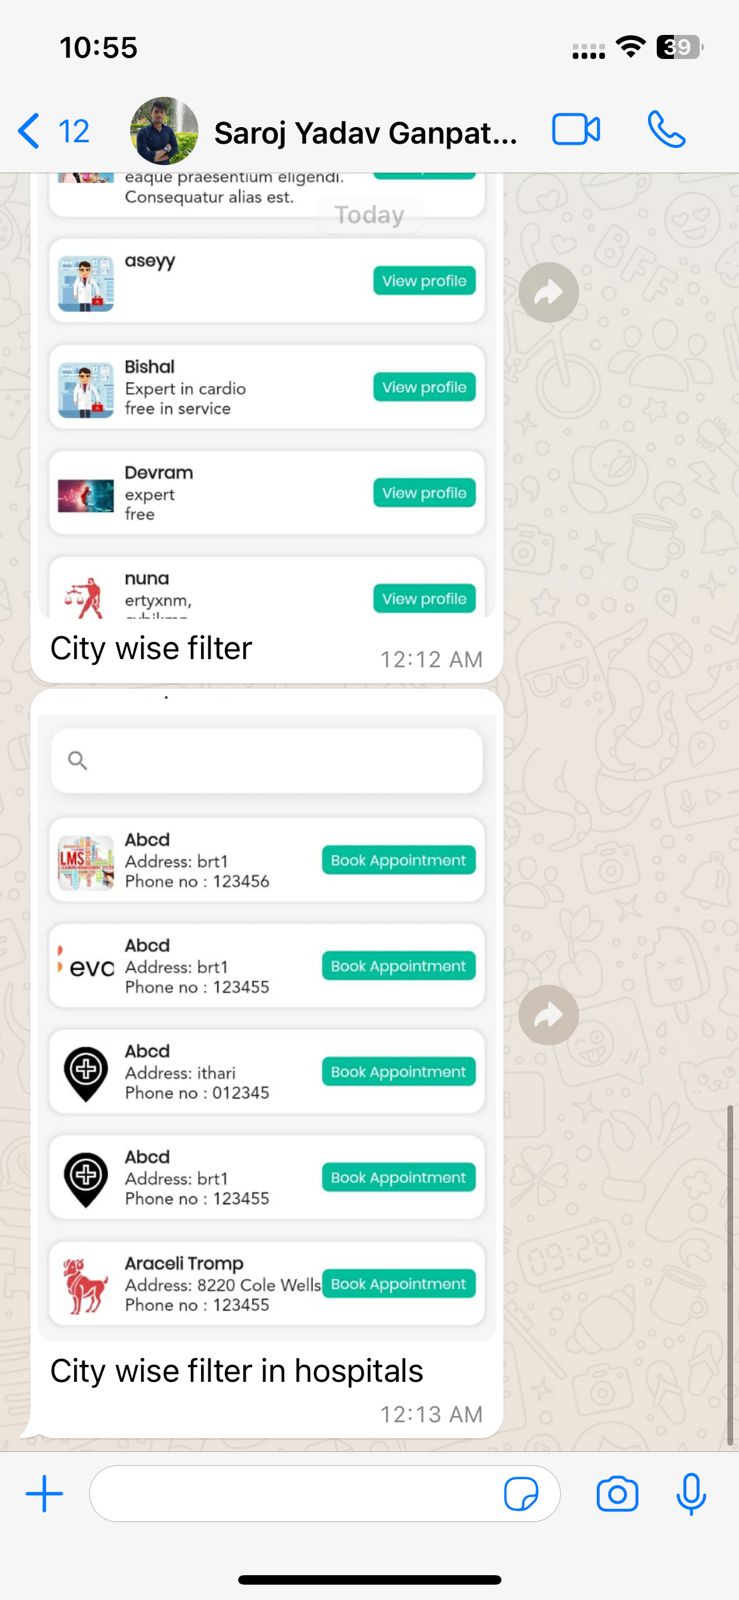 10:55
39
12
Saroj Yadav Ganpat...
eaque praesentium eligendi.
Consequatur alias est.
Today
aseyy
View profile
Bishal
Expert in cardio
free in service
View profile
Devram
expert
free
View profile
nuna
ertyxnm,
View profile
City wise filter
12:12 AM
Abcd
Address: brt1
Phone no : 123456
Book Appointment
LMS
Abcd
Address: brt1
Phone no : 123455
Book Appointment
evc
Abcd
Address: ithari
Phone no : 012345
Book Appointment
Abcd
Address: brt1
Phone no : 123455
Book Appointment
Araceli Tromp
Address: 8220 Cole Wells
Phone no : 123455
Book Appointment
City wise filter in hospitals
12:13 AM